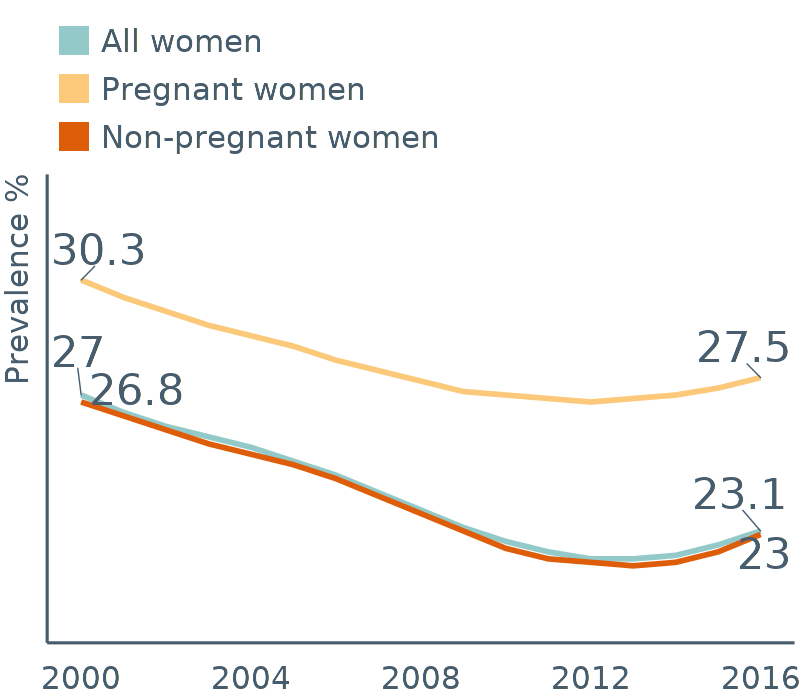 All women
Pregnant women
Non-pregnant women
Prevalence %
30.3
27
26.8
27.5
23.1
23
2000 2004 2008 2012 2016